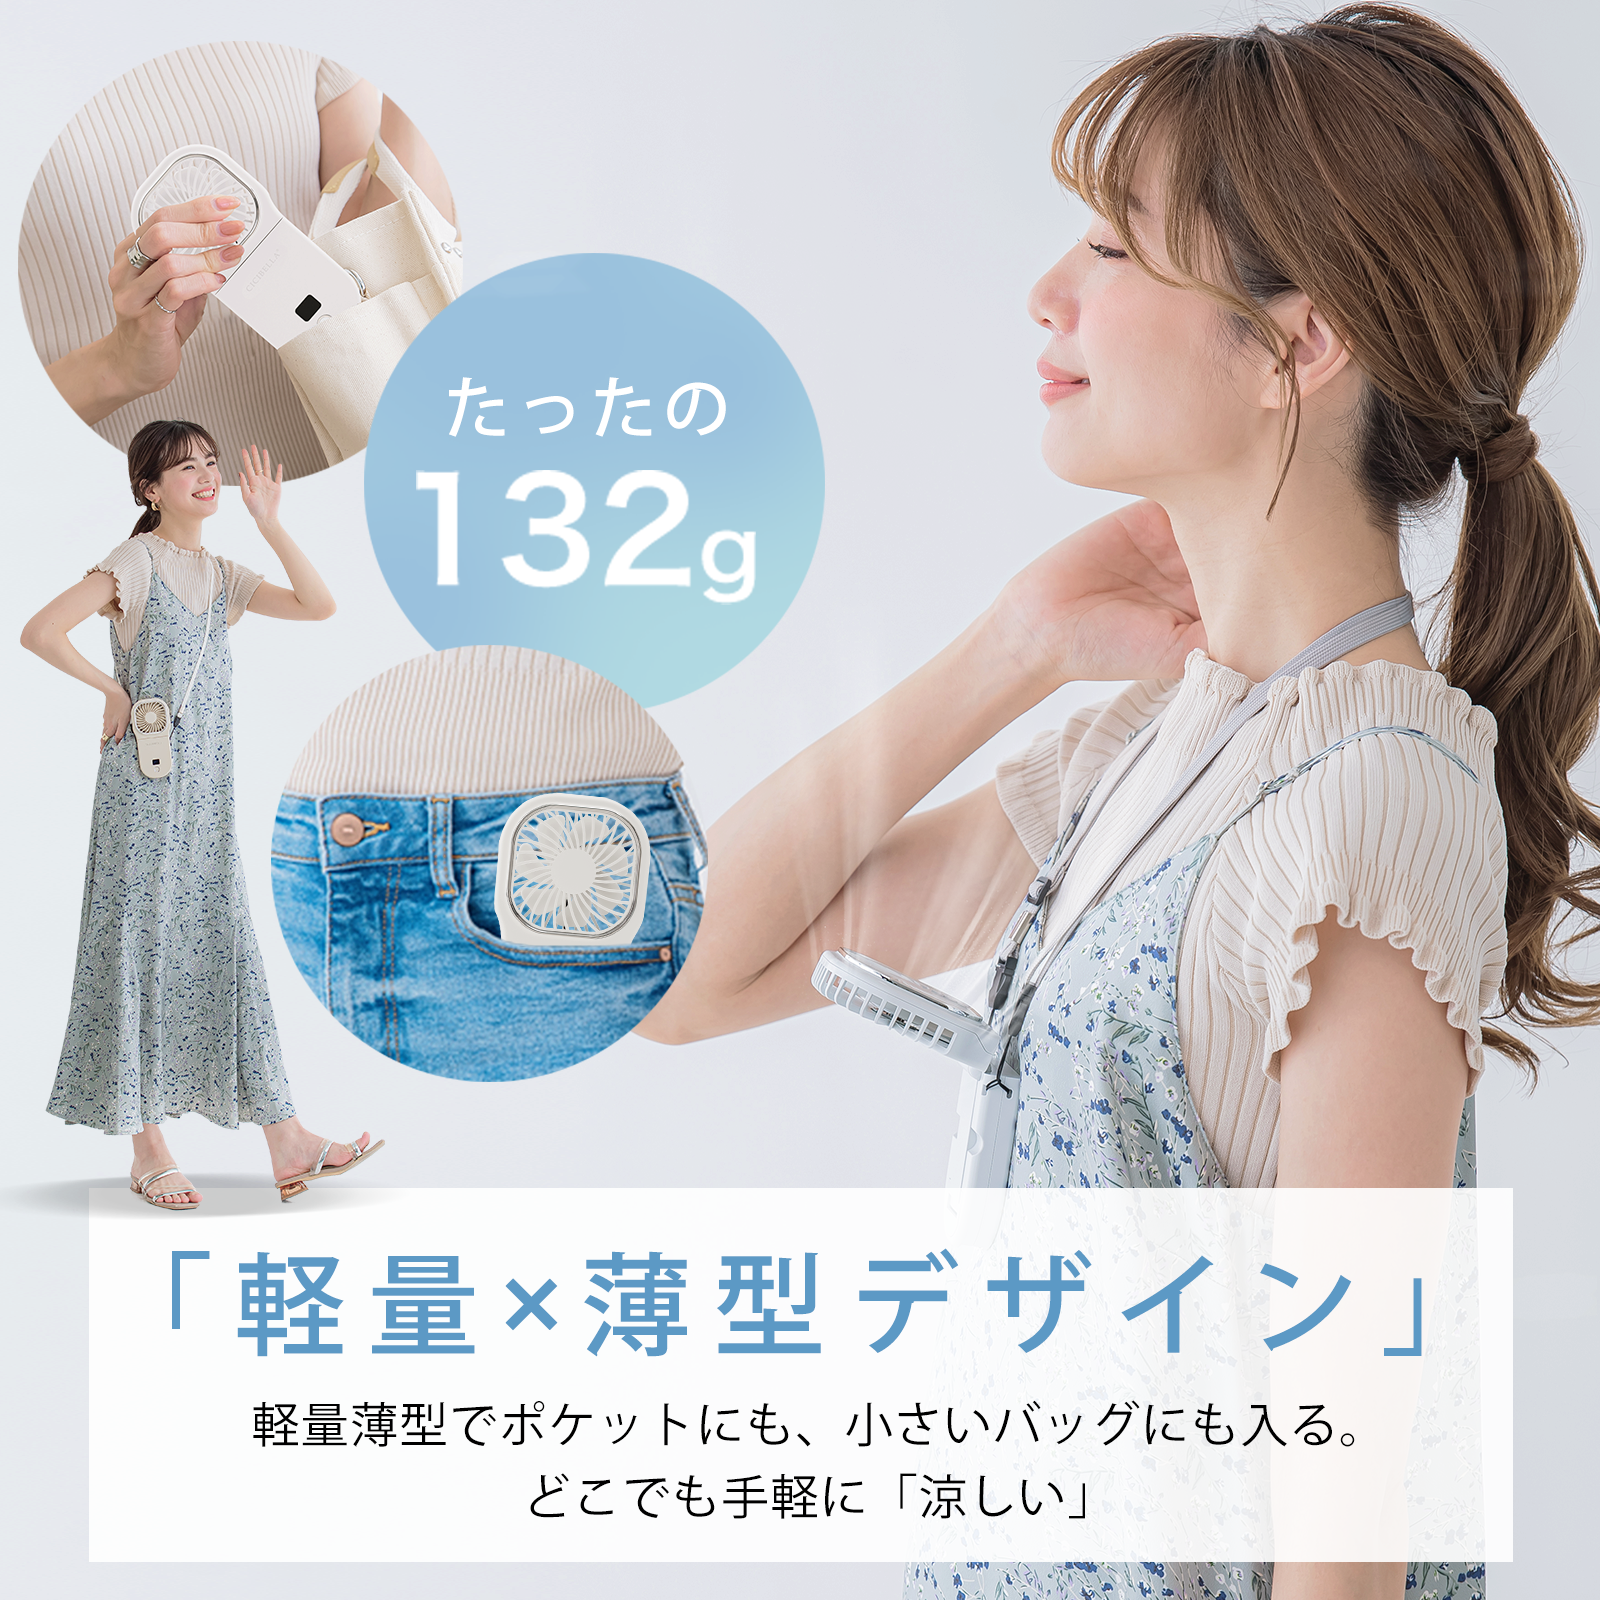 CICIBELLA
たったの
132g
「軽量×薄型デザイン」
軽量薄型でポケットにも、小さいバッグにも入る。
どこでも手軽に「涼しい」